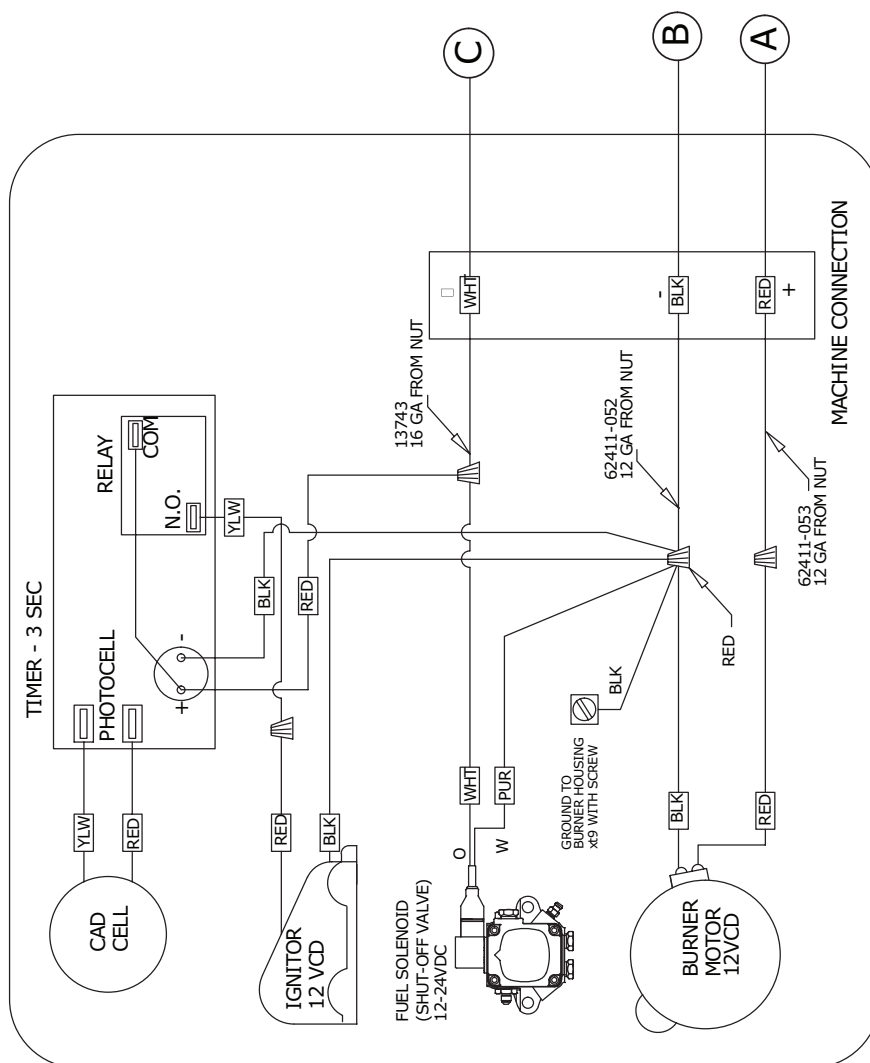 C
B
A
MACHINE CONNECTION
WHT
-
BLK
RED
+
13743
16 GA FROM NUT
62411-052
12 GA FROM NUT
62411-053
12 GA FROM NUT
TIMER - 3 SEC
RELAY
COM
N.O.
PHOTOCELL
+
-
YLW
BLK
RED
RED
YLW
RED
CAD
CELL
RED
BLK
IGNITOR
12 VCD
WHT
PUR
O
W
FUEL SOLENOID
(SHUT-OFF VALVE)
12-24VDC
BLK
GROUND TO
BURNER HOUSING
xt9 WITH SCREW
BLK
RED
BURNER
MOTOR
12VCD